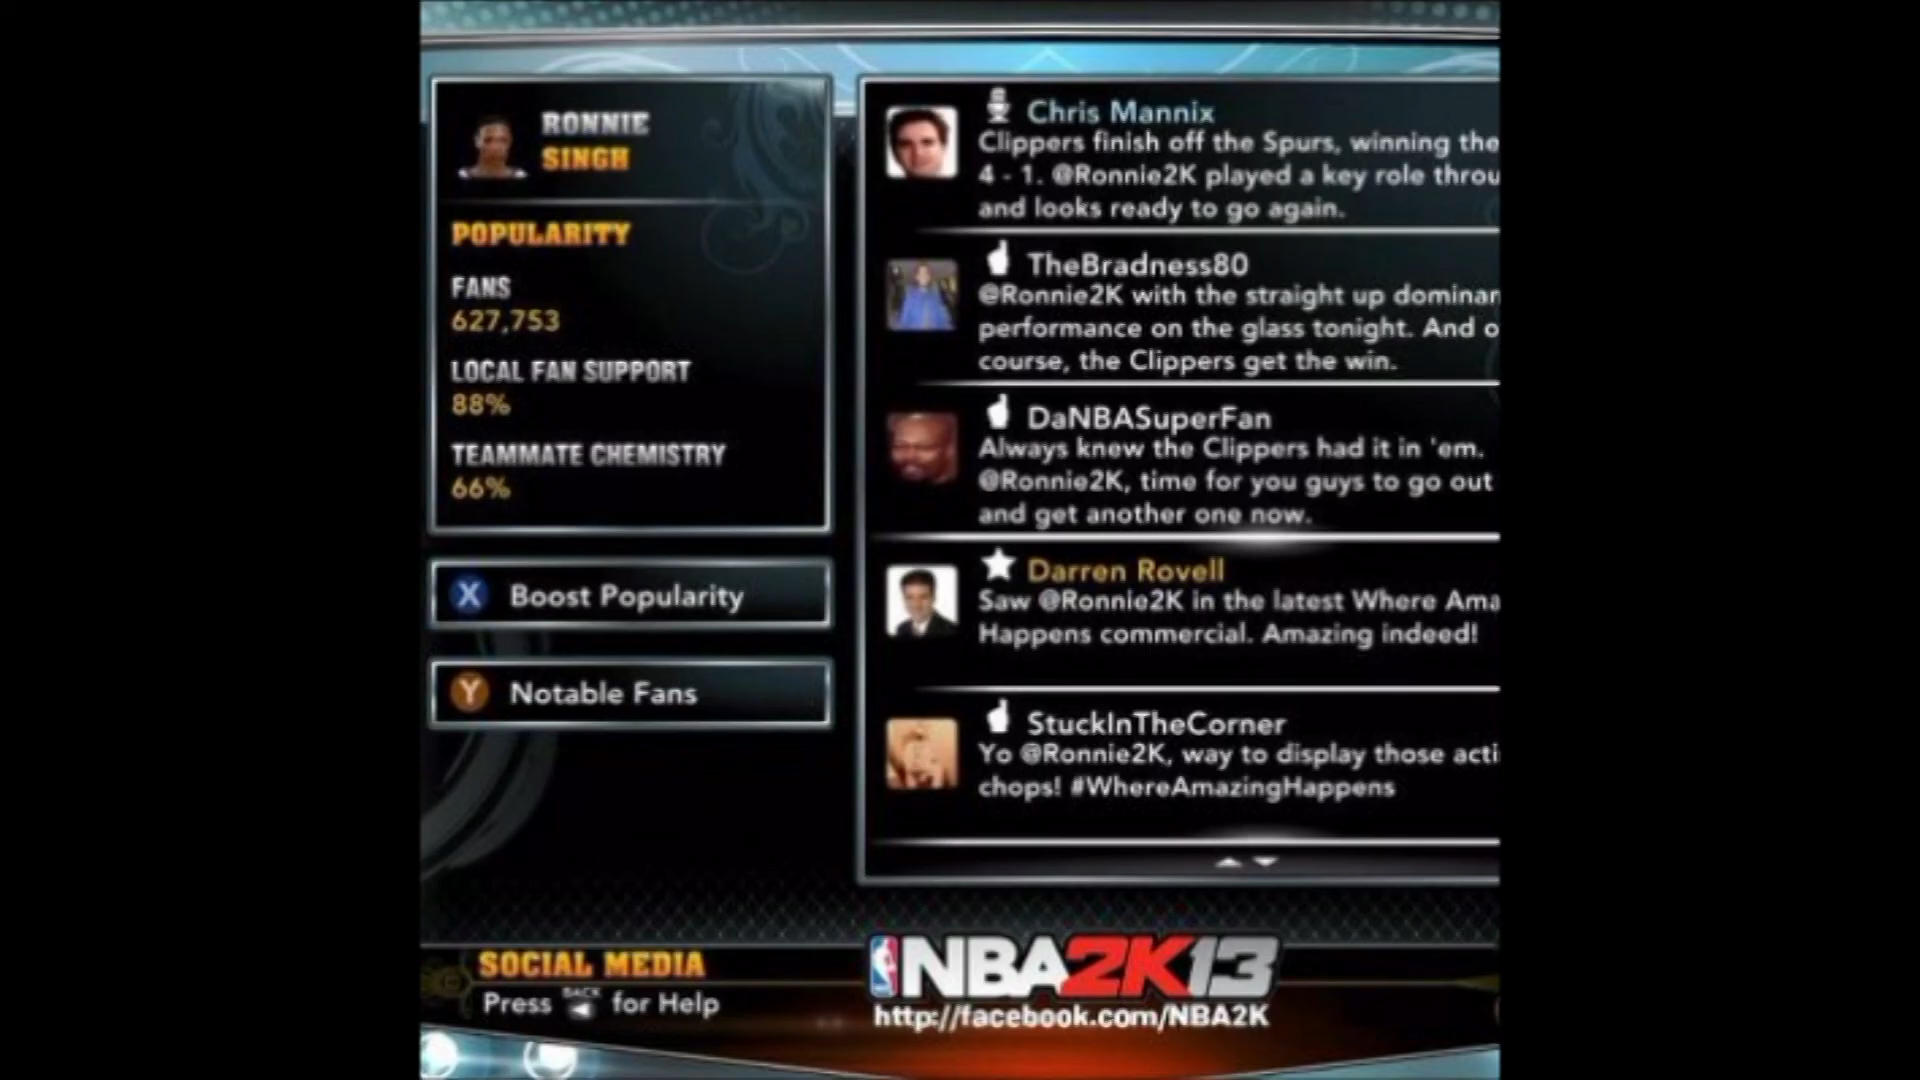 RONNIE
SINGH
POPULARITY
FANS
627,753
LOCAL FAN SUPPORT
88%
TEAMMATE CHEMISTRY
66%
X Boost Popularity
Y Notable Fans
Chris Mannix
Clippers finish off the Spurs, winning the
4 - 1. @Ronnie2K played a key role throu
and looks ready to go again.
TheBradness80
@Ronnie2K with the straight up dominan
performance on the glass tonight. And o
course, the Clippers get the win.
DaNBASuperFan
Always knew the Clippers had it in 'em.
@Ronnie2K, time for you guys to go out
and get another one now.
Darren Rovell
Saw @Ronnie2K in the latest Where Ama
Happens commercial. Amazing indeed!
StuckInTheCorner
Yo @Ronnie2K, way to display those acti
chops! #WhereAmazingHappens
SOCIAL MEDIA
Press BACK for Help
NBA2K13
http://facebook.com/NBA2K